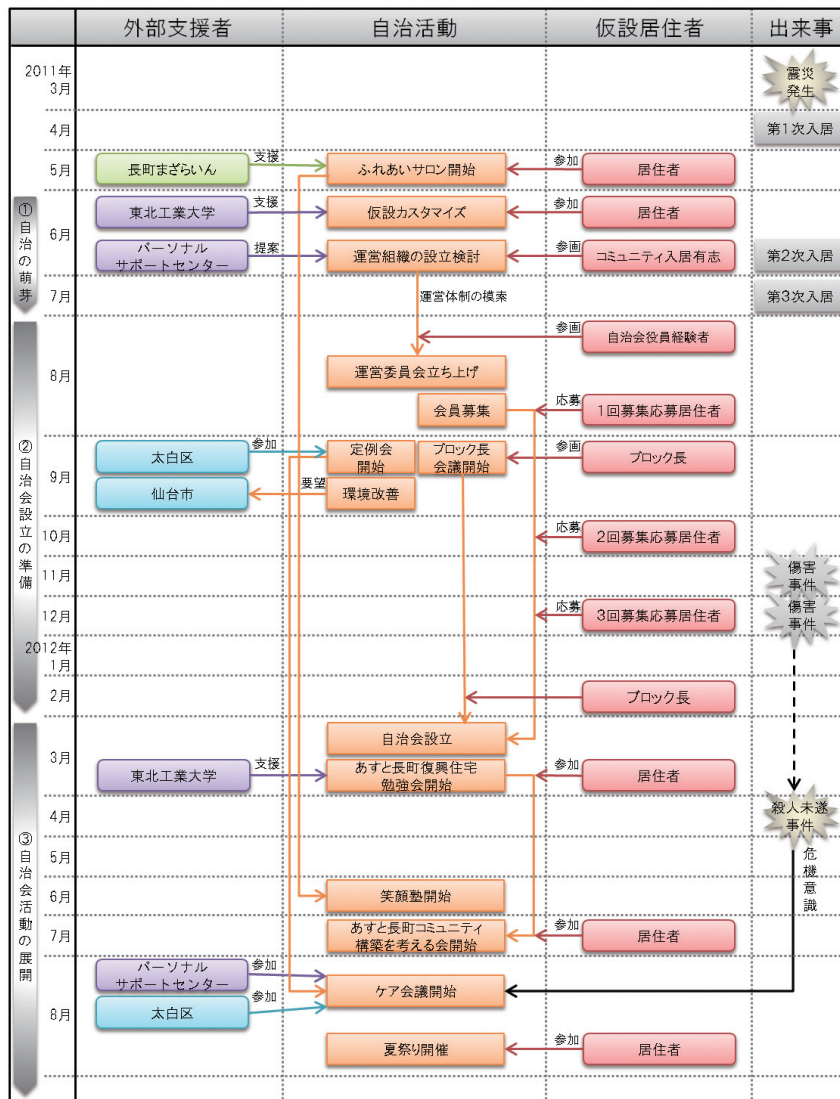 外部支援者
自治活動
仮設居住者
出来事
2011年
3月
震災
発生
4月
第1次入居
5月
長町まざらいん
支援
ふれあいサロン開始
参加
居住者
①自治の萌芽
6月
東北工業大学
支援
仮設カスタマイズ
参加
居住者
パーソナル
サポートセンター
提案
運営組織の設立検討
参画
コミュニティ入居有志
第2次入居
7月
運営体制の模索
第3次入居
②自治会設立の準備
8月
参画
自治会役員経験者
運営委員会立ち上げ
会員募集
応募
1回募集応募居住者
9月
太白区
参加
定例会
開始
ブロック長
会議開始
参画
ブロック長
仙台市
要望
環境改善
10月
応募
2回募集応募居住者
11月
傷害
事件
12月
応募
3回募集応募居住者
傷害
事件
2012年
1月
2月
ブロック長
③自治会活動の展開
3月
自治会設立
東北工業大学
支援
あすと長町復興住宅
勉強会開始
参加
居住者
4月
殺人未遂
事件
5月
危機意識
6月
笑顔塾開始
7月
あすと長町コミュニティ
構築を考える会開始
参加
居住者
8月
パーソナル
サポートセンター
参加
ケア会議開始
太白区
参加
夏祭り開催
参加
居住者